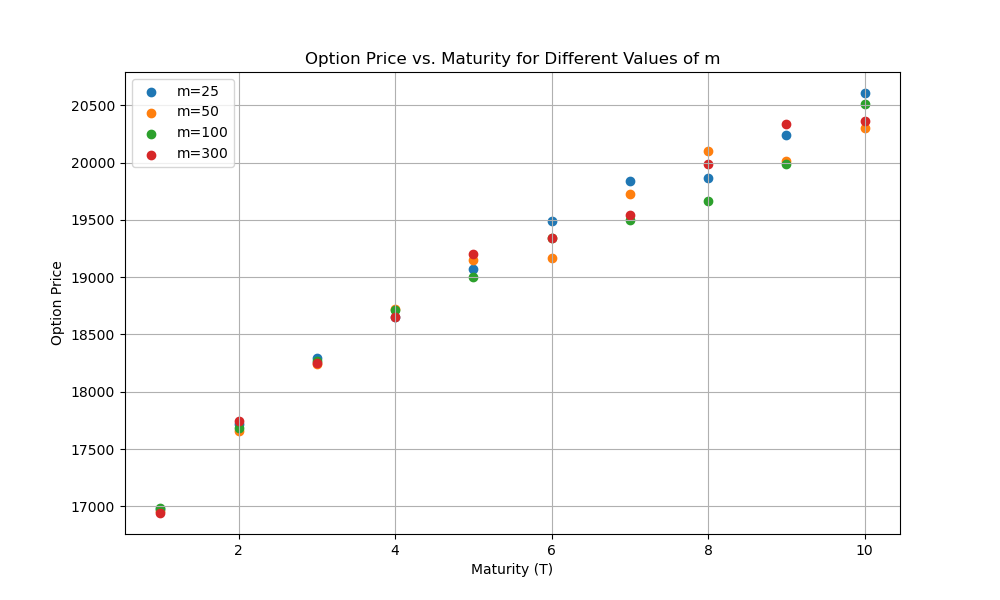 Option Price vs. Maturity for Different Values of m
m=25
m=50
m=100
m=300
Option Price
20500
20000
19500
19000
18500
18000
17500
17000
2 4 6 8 10
Maturity (T)